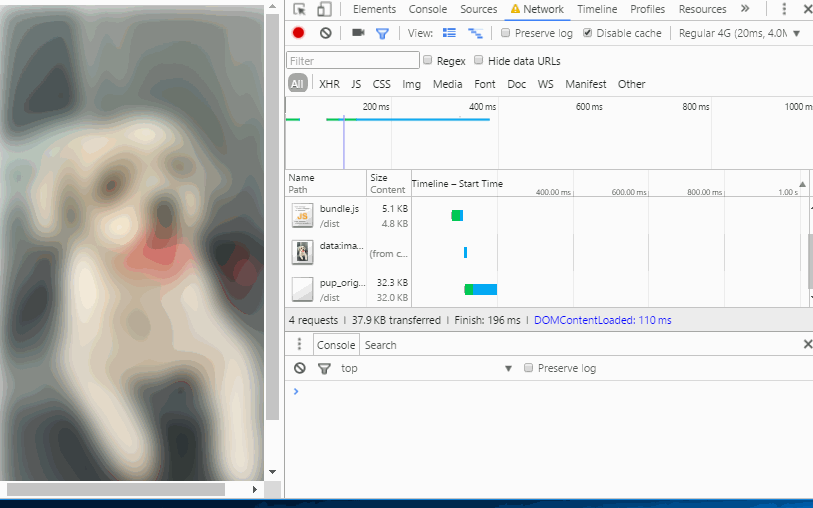 Elements Console Sources Network Timeline Profiles Resources »
View: Preserve log Disable cache Regular 4G (20ms, 4.0M
Filter Regex Hide data URLs
All XHR JS CSS Img Media Font Doc WS Manifest Other
200 ms 400 ms 600 ms 800 ms 1000 m
Name Size Timeline – Start Time
Path Content 400.00 ms 600.00 ms 800.00 ms 1.00 s
JS bundle.js 5.1 KB
/dist 4.8 KB
data:ima... (from c...
pup_orig... 32.3 KB
/dist 32.0 KB
4 requests | 37.9 KB transferred | Finish: 196 ms | DOMContentLoaded: 110 ms
Console Search
top Preserve log